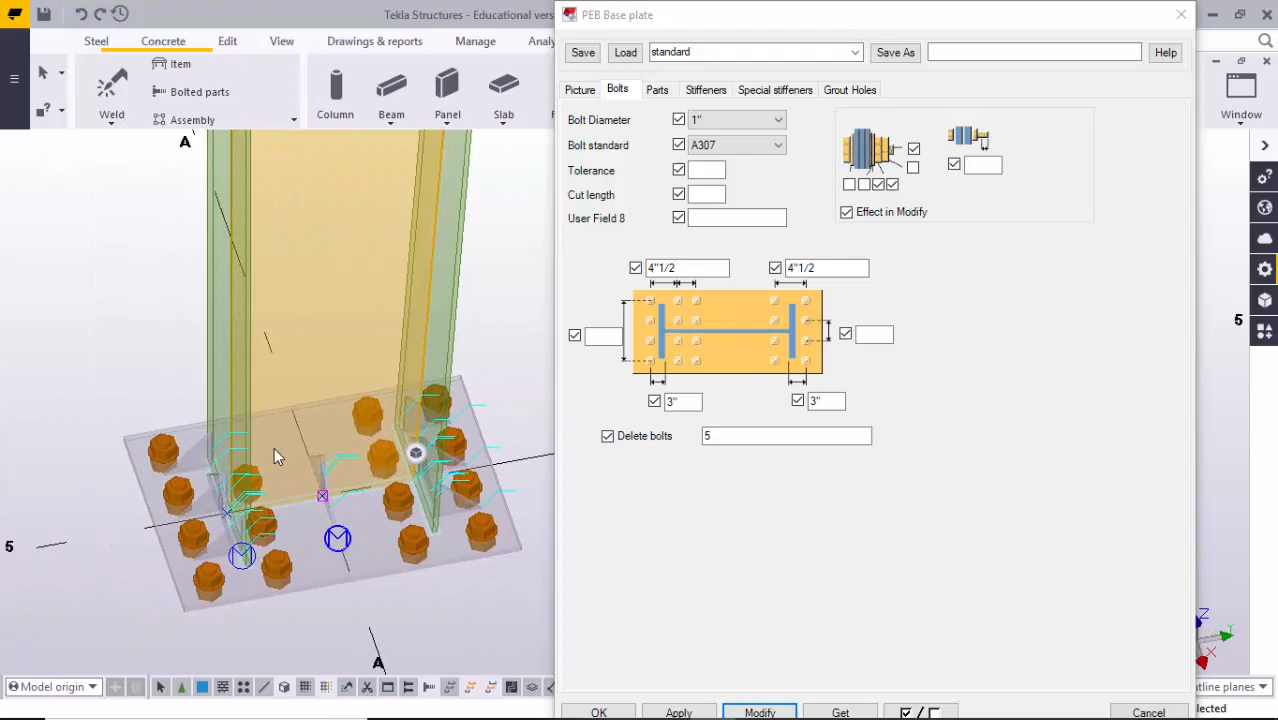 Tekla Structures - Educational vers
PEB Base plate
Steel
Concrete
Edit
View
Drawings & reports
Manage
Analy
Save
Load
standard
Save As
Help
Weld
Item
Bolted parts
Assembly
Column
Beam
Panel
Slab
Window
Picture
Bolts
Parts
Stiffeners
Special stiffeners
Grout Holes
Bolt Diameter
1"
Bolt standard
A307
Tolerance
Cut length
User Field 8
Effect in Modify
4"1/2
4"1/2
3"
3"
Delete bolts
5
A
5
5
A
Z
Y
X
Model origin
utline planes
elected
OK
Apply
Modify
Get
/
Cancel